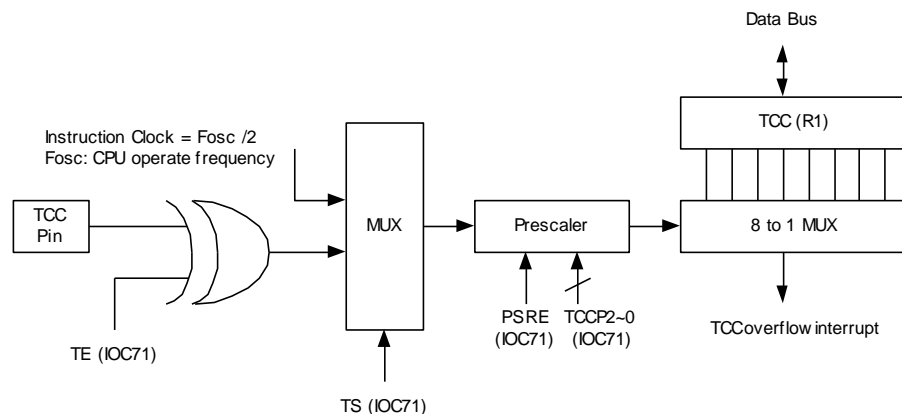 Data Bus
TCC (R1)
Instruction Clock = Fosc /2
Fosc: CPU operate frequency
TCC
Pin
MUX
Prescaler
8 to 1 MUX
PSRE
(IOC71)
TCCP2~0
(IOC71)
TCCoverflow interrupt
TE (IOC71)
TS (IOC71)